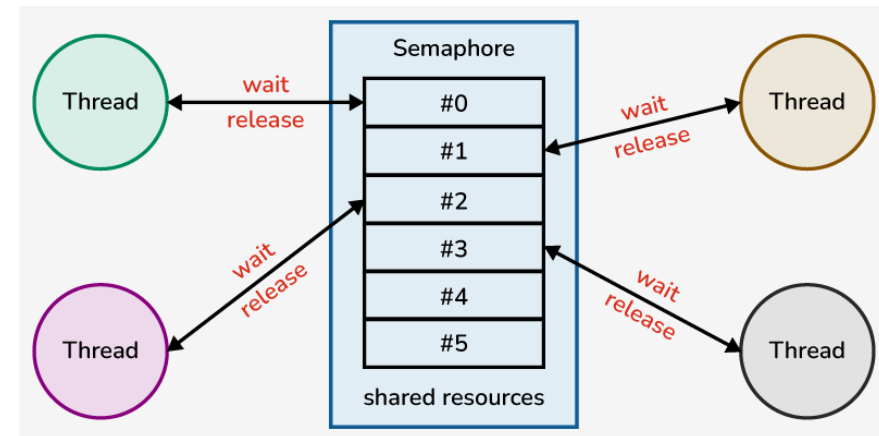 Semaphore
Thread
wait
release
#0
wait
release
Thread
#1
#2
#3
#4
#5
Thread
wait
release
wait
release
Thread
shared resources